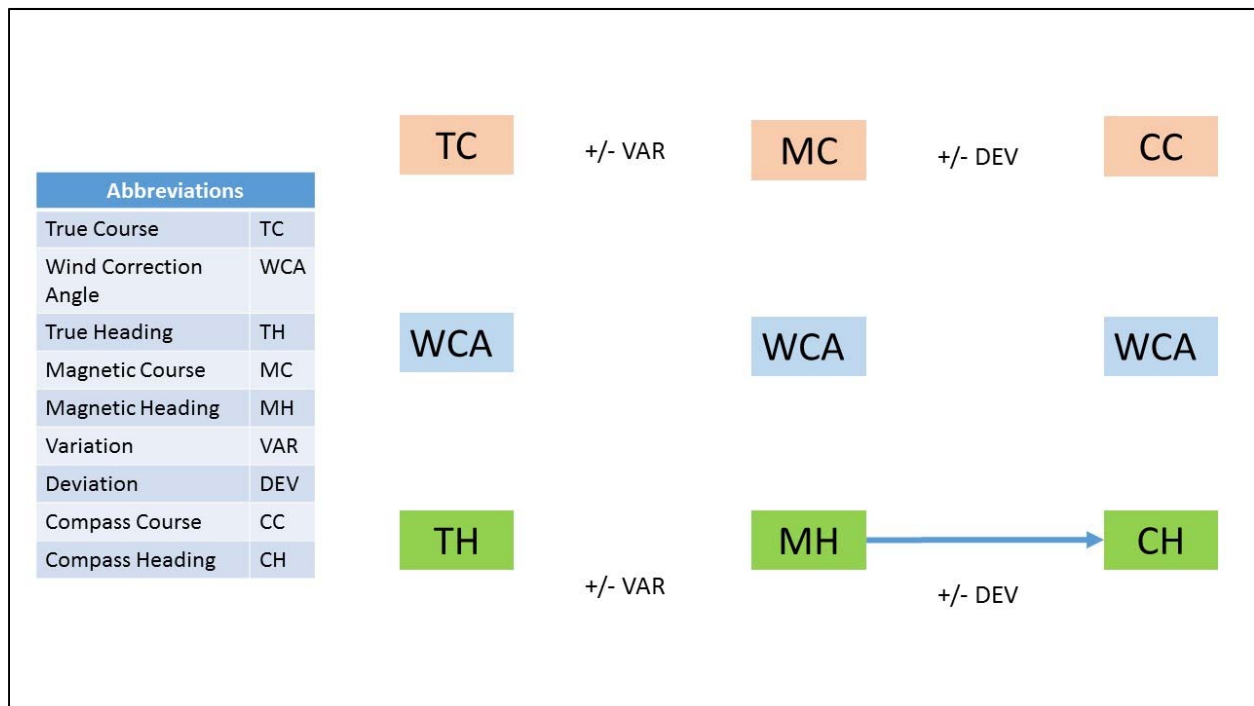 TC
+/- VAR
MC
+/- DEV
CC
Abbreviations
True Course TC
Wind Correction WCA
Angle
True Heading TH
Magnetic Course MC
Magnetic Heading MH
Variation VAR
Deviation DEV
Compass Course CC
Compass Heading CH
WCA
WCA
WCA
TH
+/- VAR
MH
+/- DEV
CH